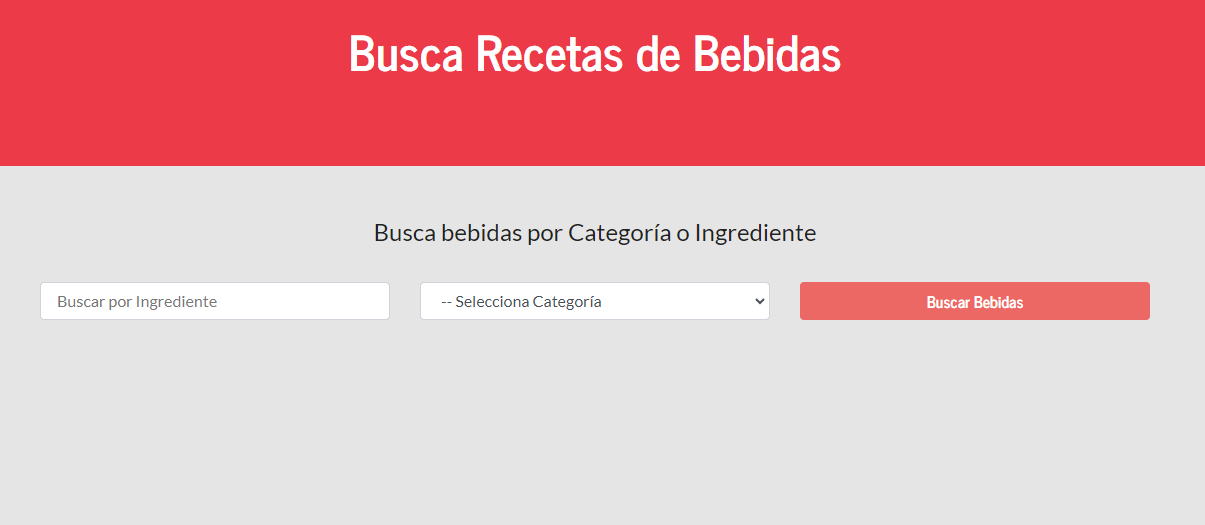 Busca Recetas de Bebidas
Busca bebidas por Categoría o Ingrediente
Buscar por Ingrediente
-- Selecciona Categoría
Buscar Bebidas